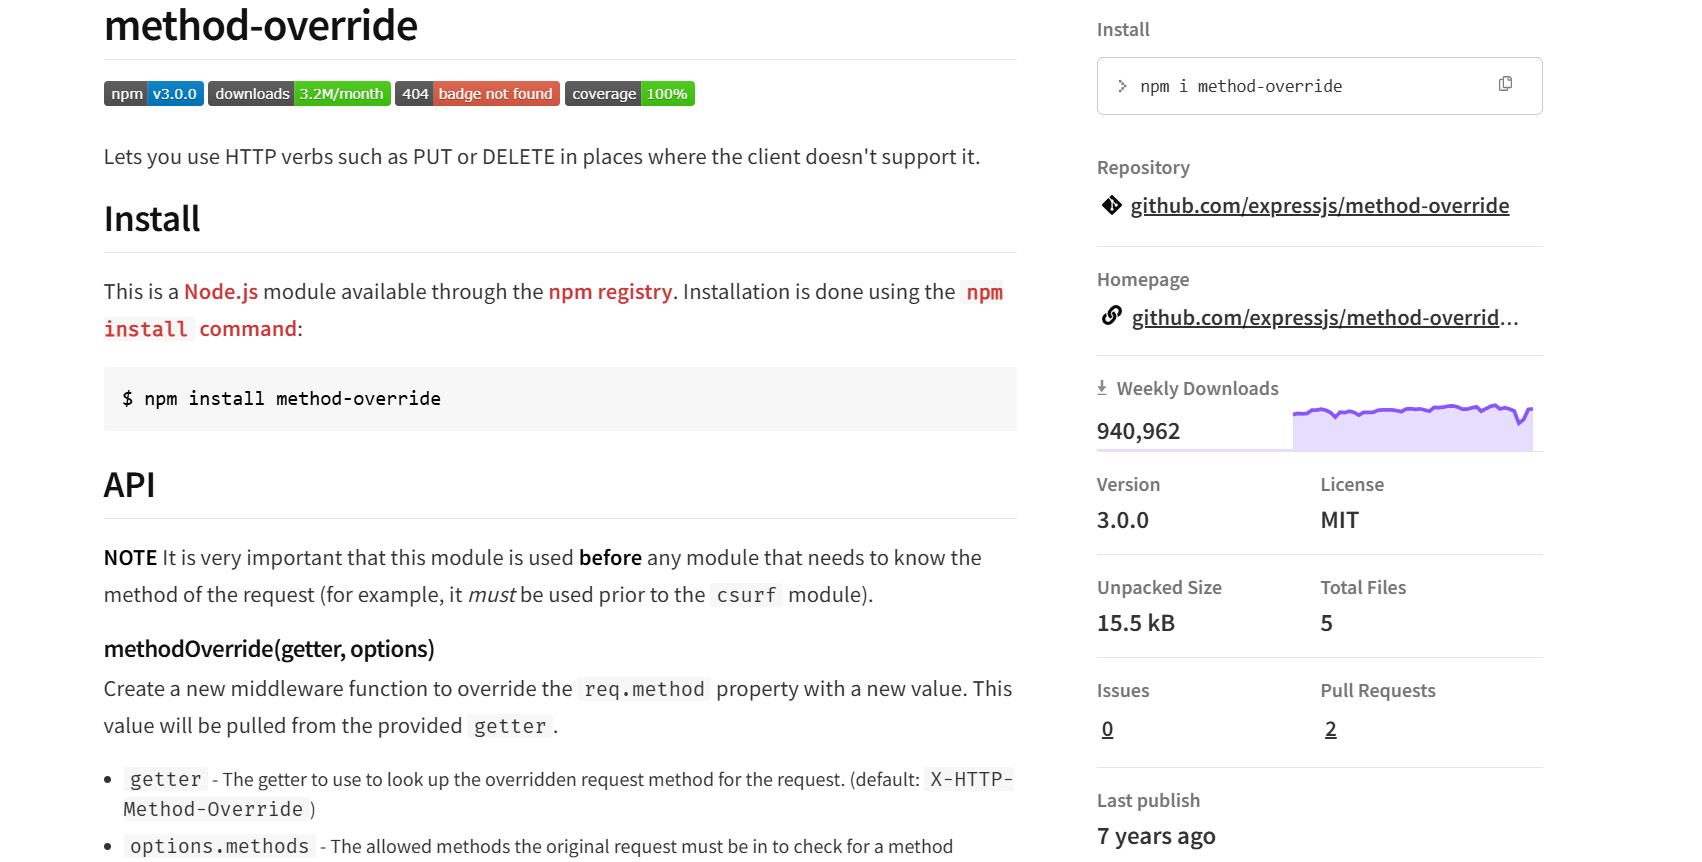 method-override
npm v3.0.0 downloads 3.2M/month 404 badge not found coverage 100%
Lets you use HTTP verbs such as PUT or DELETE in places where the client doesn't support it.
Install
This is a Node.js module available through the npm registry. Installation is done using the npm
install command:
$ npm install method-override
API
NOTE It is very important that this module is used before any module that needs to know the
method of the request (for example, it must be used prior to the csurf module).
methodOverride(getter, options)
Create a new middleware function to override the req.method property with a new value. This
value will be pulled from the provided getter.
• getter - The getter to use to look up the overridden request method for the request. (default: X-HTTP-
Method-Override)
• options.methods - The allowed methods the original request must be in to check for a method
Install
> npm i method-override
Repository
github.com/expressjs/method-override
Homepage
github.com/expressjs/method-overrid...
Weekly Downloads
940,962
Version License
3.0.0 MIT
Unpacked Size Total Files
15.5 kB 5
Issues Pull Requests
0 2
Last publish
7 years ago